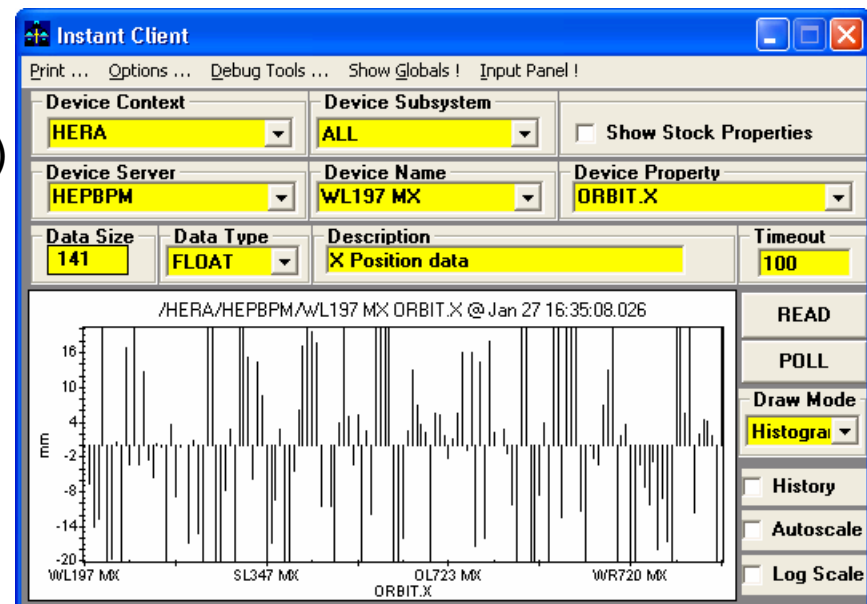 )
Instant Client
Print ... Options ... Debug Tools ... Show Globals ! Input Panel !
Device Context Device Subsystem
HERA ALL Show Stock Properties
Device Server Device Name Device Property
HEPBPM WL197 MX ORBIT.X
Data Size Data Type Description Timeout
141 FLOAT X Position data 100
/HERA/HEPBPM/WL197 MX ORBIT.X @ Jan 27 16:35:08.026
READ
POLL
Draw Mode
Histogra
History
Autoscale
Log Scale
mm
16
10
4
-2
-8
-14
-20
WL197 MX SL347 MX OL723 MX WR720 MX
ORBIT.X